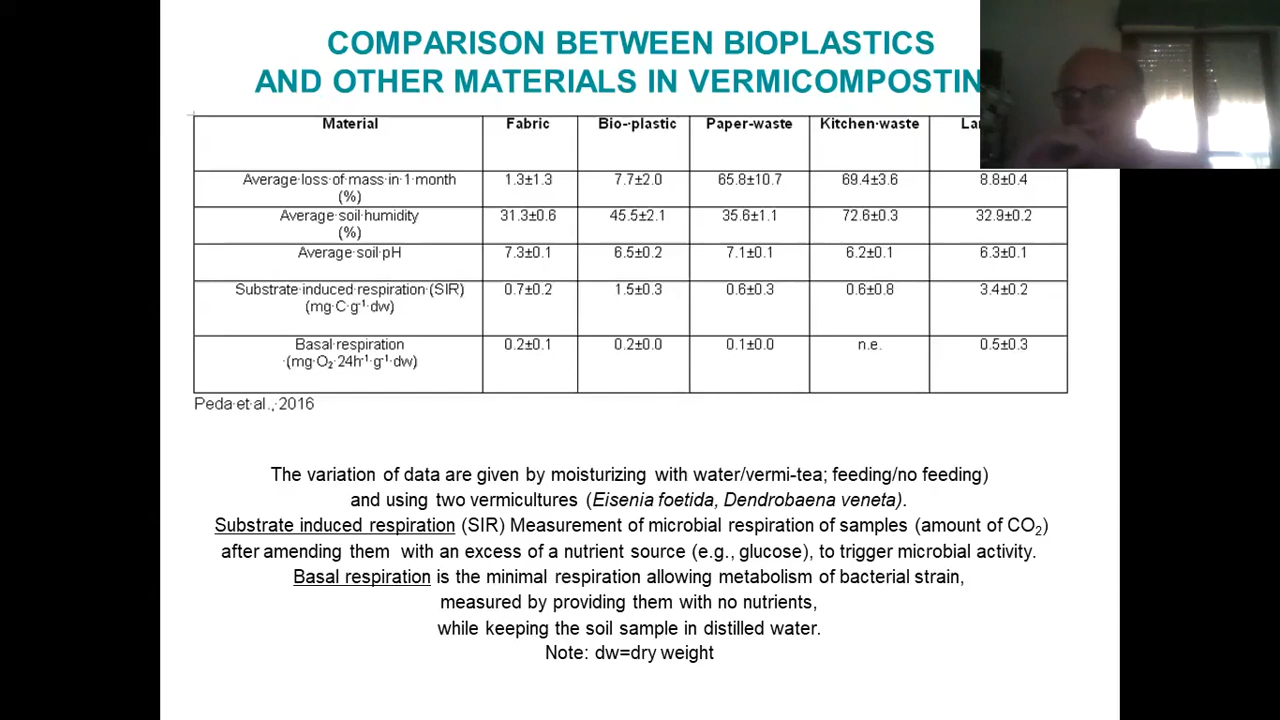 COMPARISON BETWEEN BIOPLASTICS
AND OTHER MATERIALS IN VERMICOMPOSTIN
Material Fabric Bio-plastic Paper-waste Kitchen-waste La
Average loss of mass in 1 month
(%) 1.3±1.3 7.7±2.0 65.8±10.7 69.4±3.6 8.8±0.4
Average soil humidity
(%) 31.3±0.6 45.5±2.1 35.6±1.1 72.6±0.3 32.9±0.2
Average soil pH 7.3±0.1 6.5±0.2 7.1±0.1 6.2±0.1 6.3±0.1
Substrate induced respiration (SIR)
(mg C g⁻¹ dw) 0.7±0.2 1.5±0.3 0.6±0.3 0.6±0.8 3.4±0.2
Basal respiration
(mg O₂ 24h⁻¹ g⁻¹ dw) 0.2±0.1 0.2±0.0 0.1±0.0 n.e. 0.5±0.3
Peda et al., 2016
The variation of data are given by moisturizing with water/vermi-tea; feeding/no feeding)
and using two vermicultures (Eisenia foetida, Dendrobaena veneta).
Substrate induced respiration (SIR) Measurement of microbial respiration of samples (amount of CO₂)
after amending them with an excess of a nutrient source (e.g., glucose), to trigger microbial activity.
Basal respiration is the minimal respiration allowing metabolism of bacterial strain,
measured by providing them with no nutrients,
while keeping the soil sample in distilled water.
Note: dw=dry weight